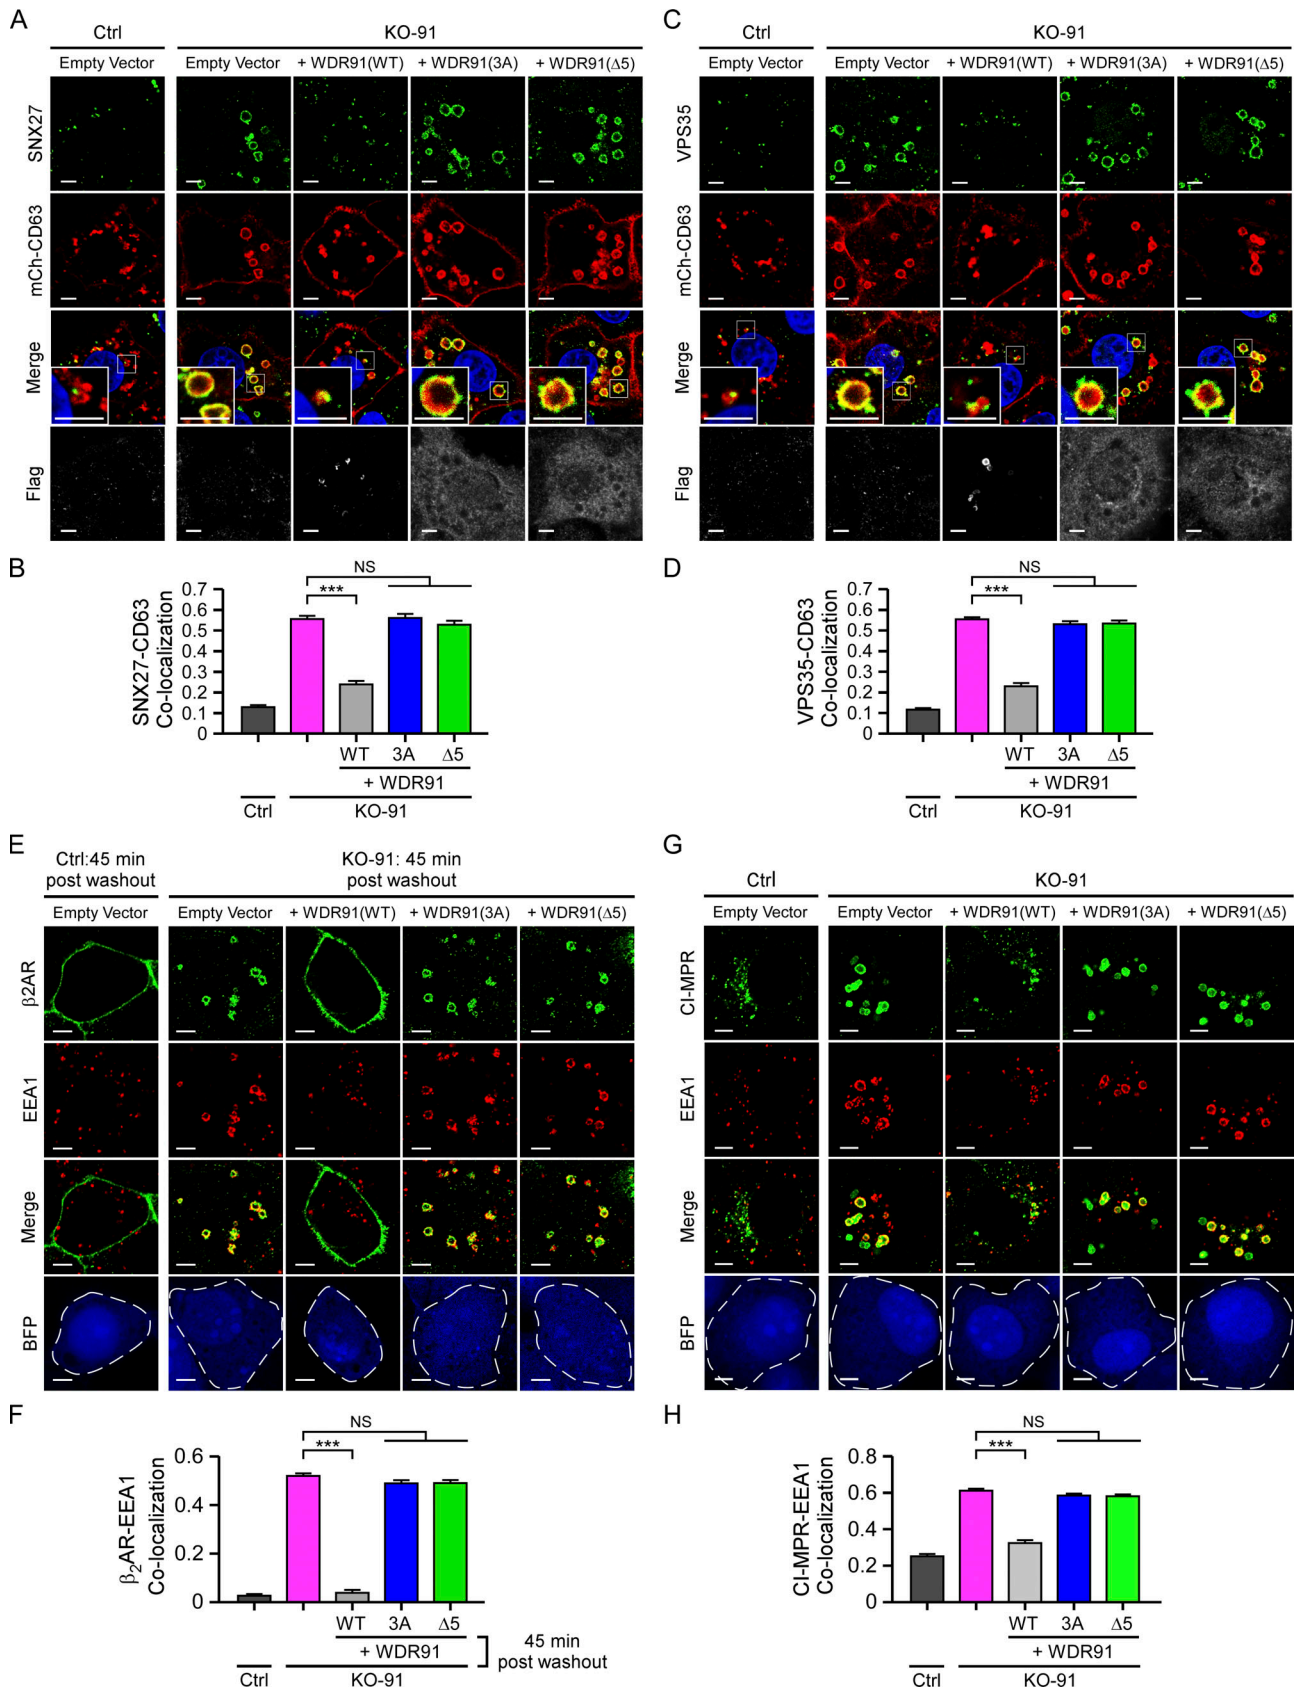 A
Ctrl
KO-91
Empty Vector
Empty Vector
+ WDR91(WT)
+ WDR91(3A)
+ WDR91(Δ5)
SNX27
mCh-CD63
Merge
Flag
C
Ctrl
KO-91
Empty Vector
Empty Vector
+ WDR91(WT)
+ WDR91(3A)
+ WDR91(Δ5)
VPS35
mCh-CD63
Merge
Flag
B
SNX27-CD63
Co-localization
0.7
0.6
0.5
0.4
0.3
0.2
0.1
0
NS
***
WT 3A Δ5
+ WDR91
Ctrl KO-91
D
VPS35-CD63
Co-localization
0.7
0.6
0.5
0.4
0.3
0.2
0.1
0
NS
***
WT 3A Δ5
+ WDR91
Ctrl KO-91
E
Ctrl:45 min
post washout
KO-91: 45 min
post washout
Empty Vector
Empty Vector
+ WDR91(WT)
+ WDR91(3A)
+ WDR91(Δ5)
β2AR
EEA1
Merge
BFP
G
Ctrl
KO-91
Empty Vector
Empty Vector
+ WDR91(WT)
+ WDR91(3A)
+ WDR91(Δ5)
CI-MPR
EEA1
Merge
BFP
F
β₂AR-EEA1
Co-localization
0.6
0.4
0.2
0
NS
***
WT 3A Δ5
+ WDR91
45 min
post washout
Ctrl KO-91
H
CI-MPR-EEA1
Co-localization
0.8
0.6
0.4
0.2
0
NS
***
WT 3A Δ5
+ WDR91
Ctrl KO-91